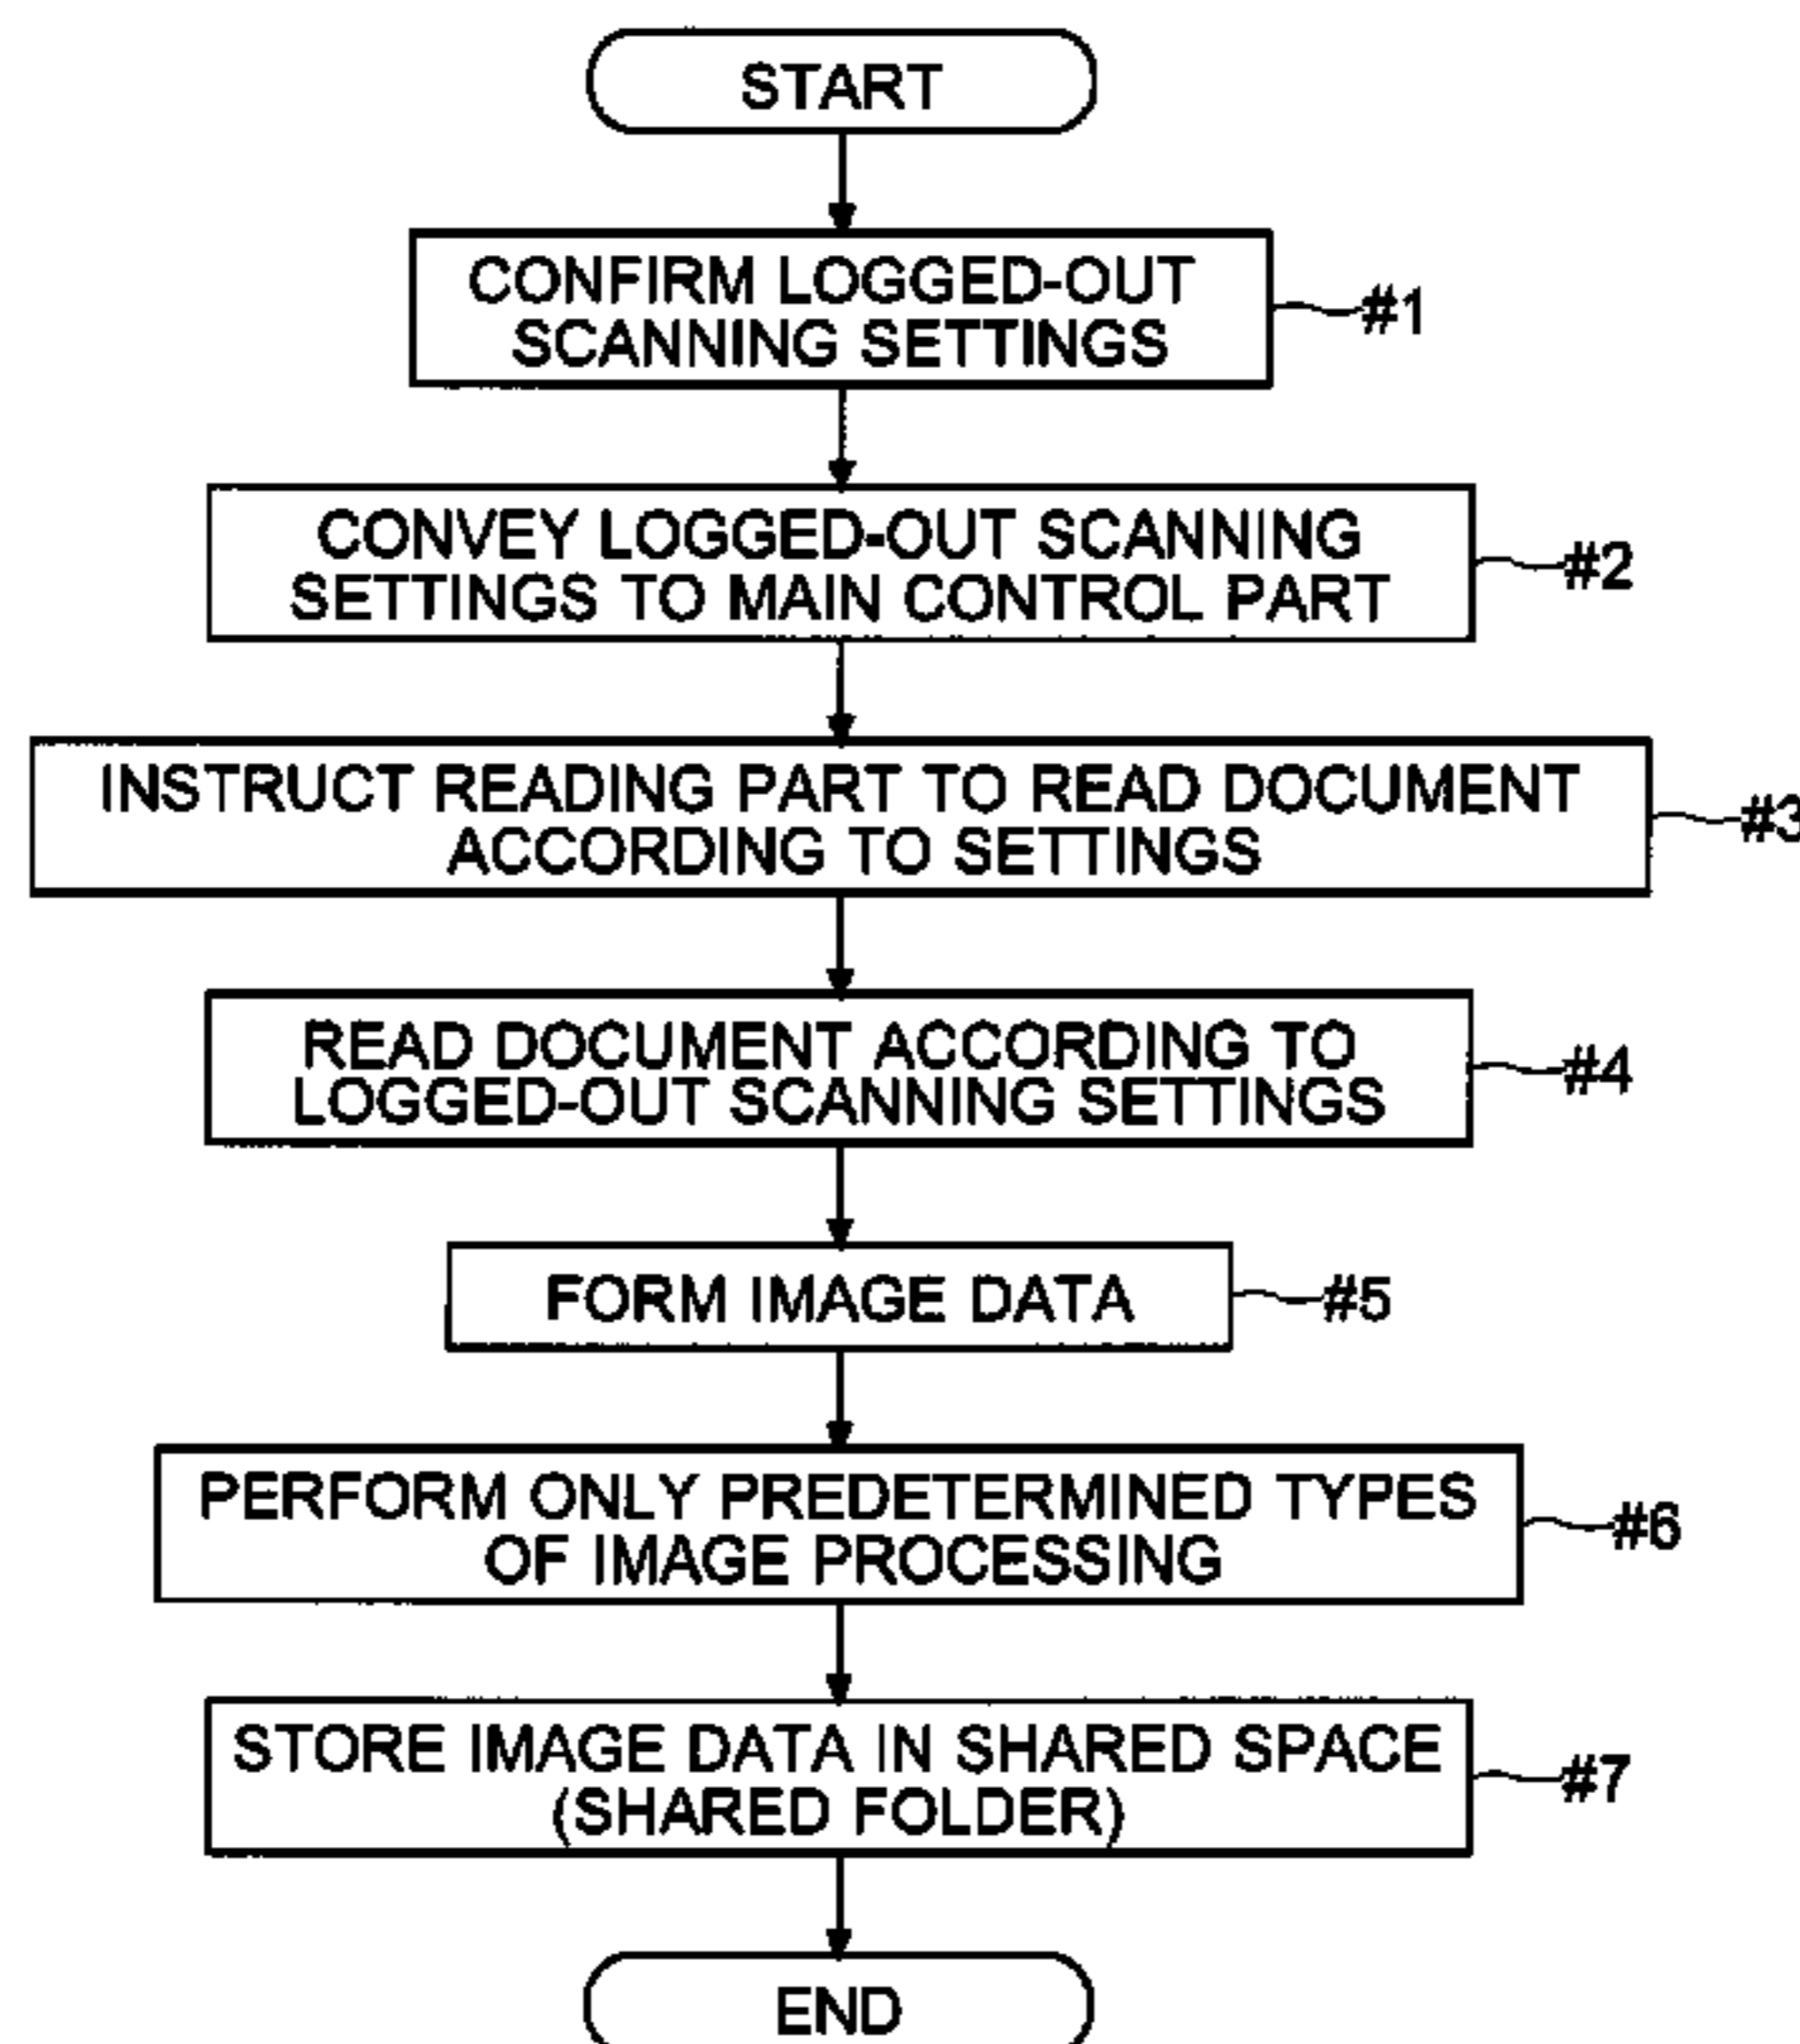 START
CONFIRM LOGGED-OUT
SCANNING SETTINGS
#1
CONVEY LOGGED-OUT SCANNING
SETTINGS TO MAIN CONTROL PART
#2
INSTRUCT READING PART TO READ DOCUMENT
ACCORDING TO SETTINGS
#3
READ DOCUMENT ACCORDING TO
LOGGED-OUT SCANNING SETTINGS
#4
FORM IMAGE DATA
#5
PERFORM ONLY PREDETERMINED TYPES
OF IMAGE PROCESSING
#6
STORE IMAGE DATA IN SHARED SPACE
(SHARED FOLDER)
#7
END